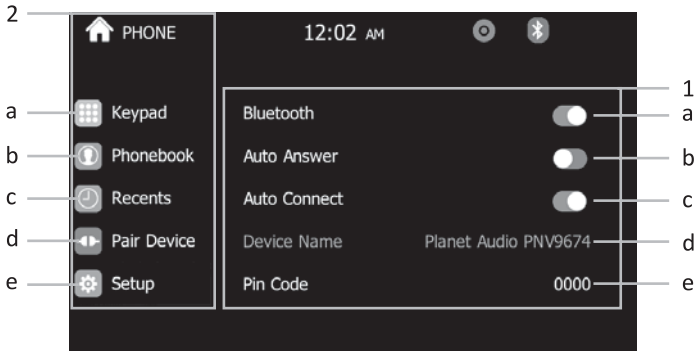 2
PHONE
12:02 AM
1
a Keypad
Bluetooth a
b Phonebook
Auto Answer b
c Recents
Auto Connect c
d Pair Device
Device Name Planet Audio PNV9674 d
e Setup
Pin Code 0000 e